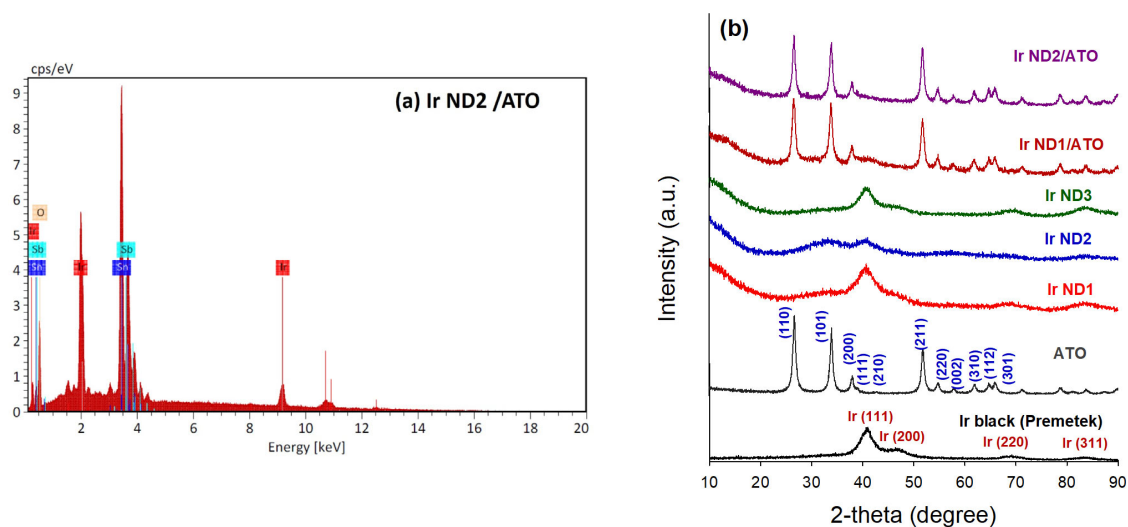 cps/eV
(a) Ir ND2 /ATO
9
8
7
6
5
4
3
2
1
0
O
Ir
Sb
Sn
Ir
Sb
Sn
Ir
2 4 6 8 10 12 14 16 18 20
Energy [keV]
(b)
Ir ND2/ATO
Ir ND1/ATO
Ir ND3
Ir ND2
Ir ND1
ATO
(110)
(101)
(200)
(111)
(210)
(211)
(220)
(002)
(310)
(112)
(301)
Ir black (Premetek)
Ir (111)
Ir (200)
Ir (220)
Ir (311)
Intensity (a.u.)
10 20 30 40 50 60 70 80 90
2-theta (degree)